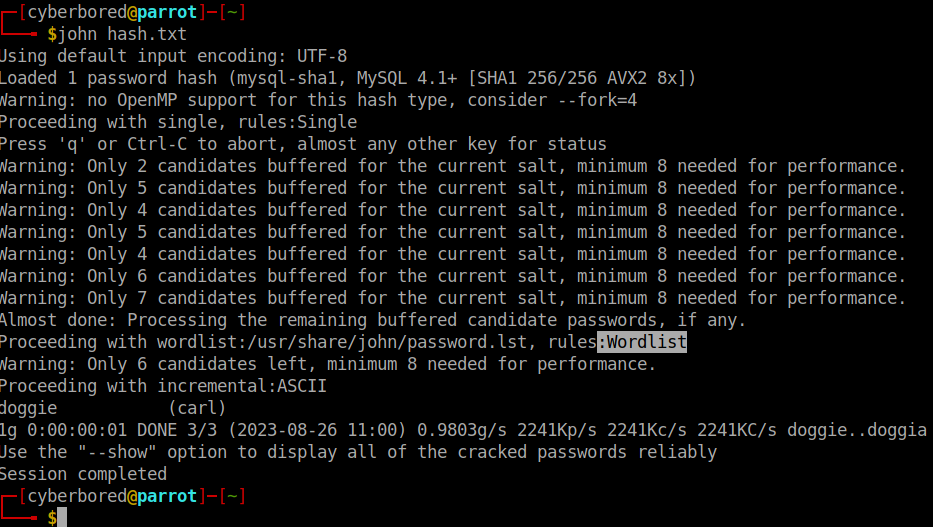 ┌─[cyberbored@parrot]─[~]
└──╼ $john hash.txt
Using default input encoding: UTF-8
Loaded 1 password hash (mysql-sha1, MySQL 4.1+ [SHA1 256/256 AVX2 8x])
Warning: no OpenMP support for this hash type, consider --fork=4
Proceeding with single, rules:Single
Press 'q' or Ctrl-C to abort, almost any other key for status
Warning: Only 2 candidates buffered for the current salt, minimum 8 needed for performance.
Warning: Only 5 candidates buffered for the current salt, minimum 8 needed for performance.
Warning: Only 4 candidates buffered for the current salt, minimum 8 needed for performance.
Warning: Only 5 candidates buffered for the current salt, minimum 8 needed for performance.
Warning: Only 4 candidates buffered for the current salt, minimum 8 needed for performance.
Warning: Only 6 candidates buffered for the current salt, minimum 8 needed for performance.
Warning: Only 7 candidates buffered for the current salt, minimum 8 needed for performance.
Almost done: Processing the remaining buffered candidate passwords, if any.
Proceeding with wordlist:/usr/share/john/password.lst, rules:Wordlist
Warning: Only 6 candidates left, minimum 8 needed for performance.
Proceeding with incremental:ASCII
doggie           (carl)
1g 0:00:00:01 DONE 3/3 (2023-08-26 11:00) 0.9803g/s 2241Kp/s 2241Kc/s 2241KC/s doggie..doggia
Use the "--show" option to display all of the cracked passwords reliably
Session completed
┌─[cyberbored@parrot]─[~]
└──╼ $